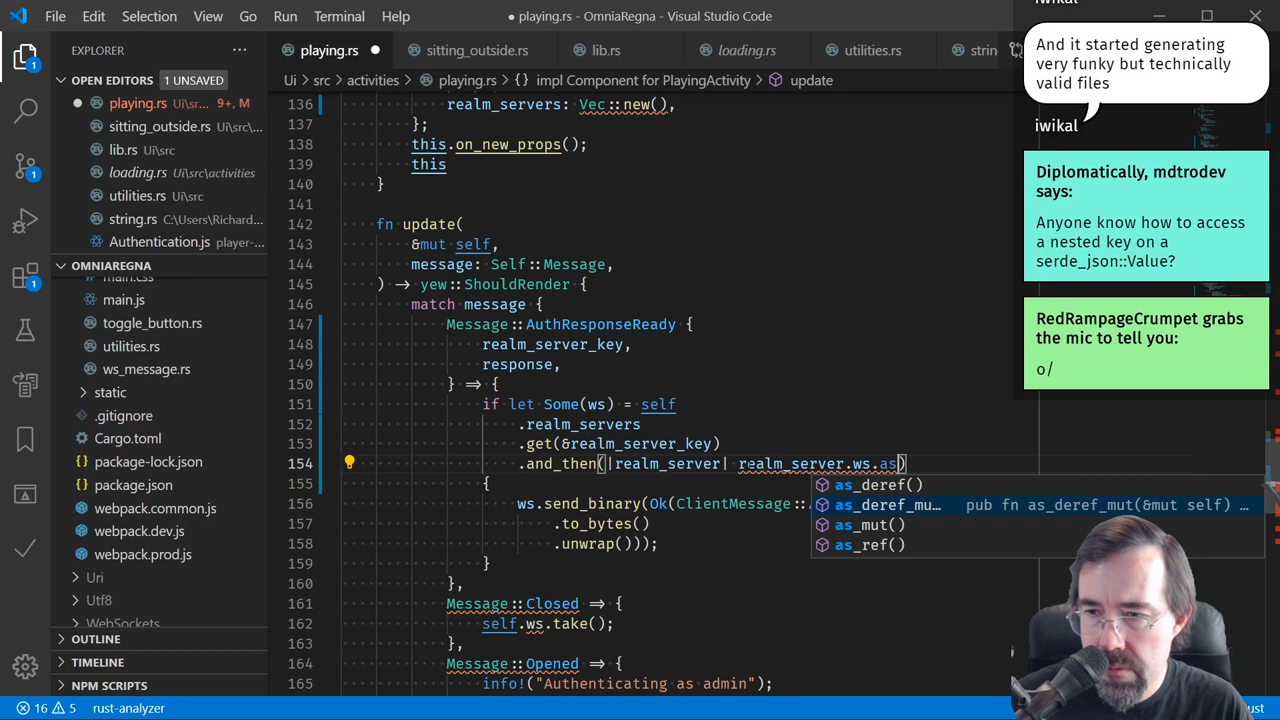 File Edit Selection View Go Run Terminal Help
● playing.rs - OmniaRegna - Visual Studio Code
EXPLORER ···
OPEN EDITORS 1 UNSAVED
● playing.rs Ui\sr... 9+, M
sitting_outside.rs Ui\sr...
lib.rs Ui\src
loading.rs Ui\src\activities
utilities.rs Ui\src
string.rs C:\Users\Richard...
Authentication.js player-...
OMNIAREGNA
main.css
main.js
toggle_button.rs
utilities.rs
ws_message.rs
static
.gitignore
Cargo.toml
package-lock.json
package.json
webpack.common.js
webpack.dev.js
webpack.prod.js
Uri
Utf8
WebSockets
OUTLINE
TIMELINE
NPM SCRIPTS
playing.rs ● sitting_outside.rs lib.rs loading.rs utilities.rs strin
Ui > src > activities > playing.rs > {} impl Component for PlayingActivity > update
136 realm_servers: Vec::new(),
137 };
138 this.on_new_props();
139 this
140 }
141
142 fn update(
143 &mut self,
144 message: Self::Message,
145 ) -> yew::ShouldRender {
146 match message {
147 Message::AuthResponseReady {
148 realm_server_key,
149 response,
150 } => {
151 if let Some(ws) = self
152 .realm_servers
153 .get(&realm_server_key)
154 .and_then(|realm_server| realm_server.ws.as)
155 {
156 ws.send_binary(Ok(ClientMessage::
157 .to_bytes()
158 .unwrap()));
159 }
160 },
161 Message::Closed => {
162 self.ws.take();
163 },
164 Message::Opened => {
165 info!("Authenticating as admin");
as_deref()
as_deref_mu... pub fn as_deref_mut(&mut self) …
as_mut()
as_ref()
iwikal
And it started generating
very funky but technically
valid files
iwikal
Diplomatically, mdtrodev
says:
Anyone know how to access
a nested key on a
serde_json::Value?
RedRampageCrumpet grabs
the mic to tell you:
o/
16 5 rust-analyzer